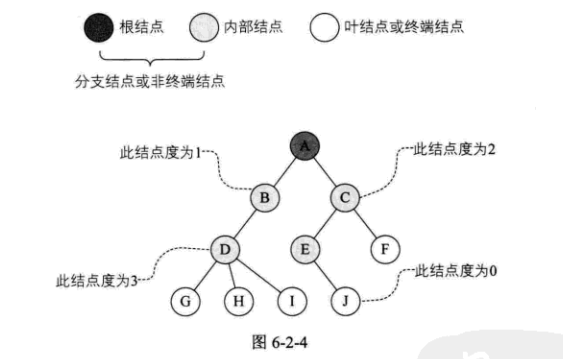 根结点 内部结点 叶结点或终端结点
分支结点或非终端结点
A
此结点度为1 此结点度为2
B C
D E F
此结点度为3 此结点度为0
G H I J
图 6-2-4